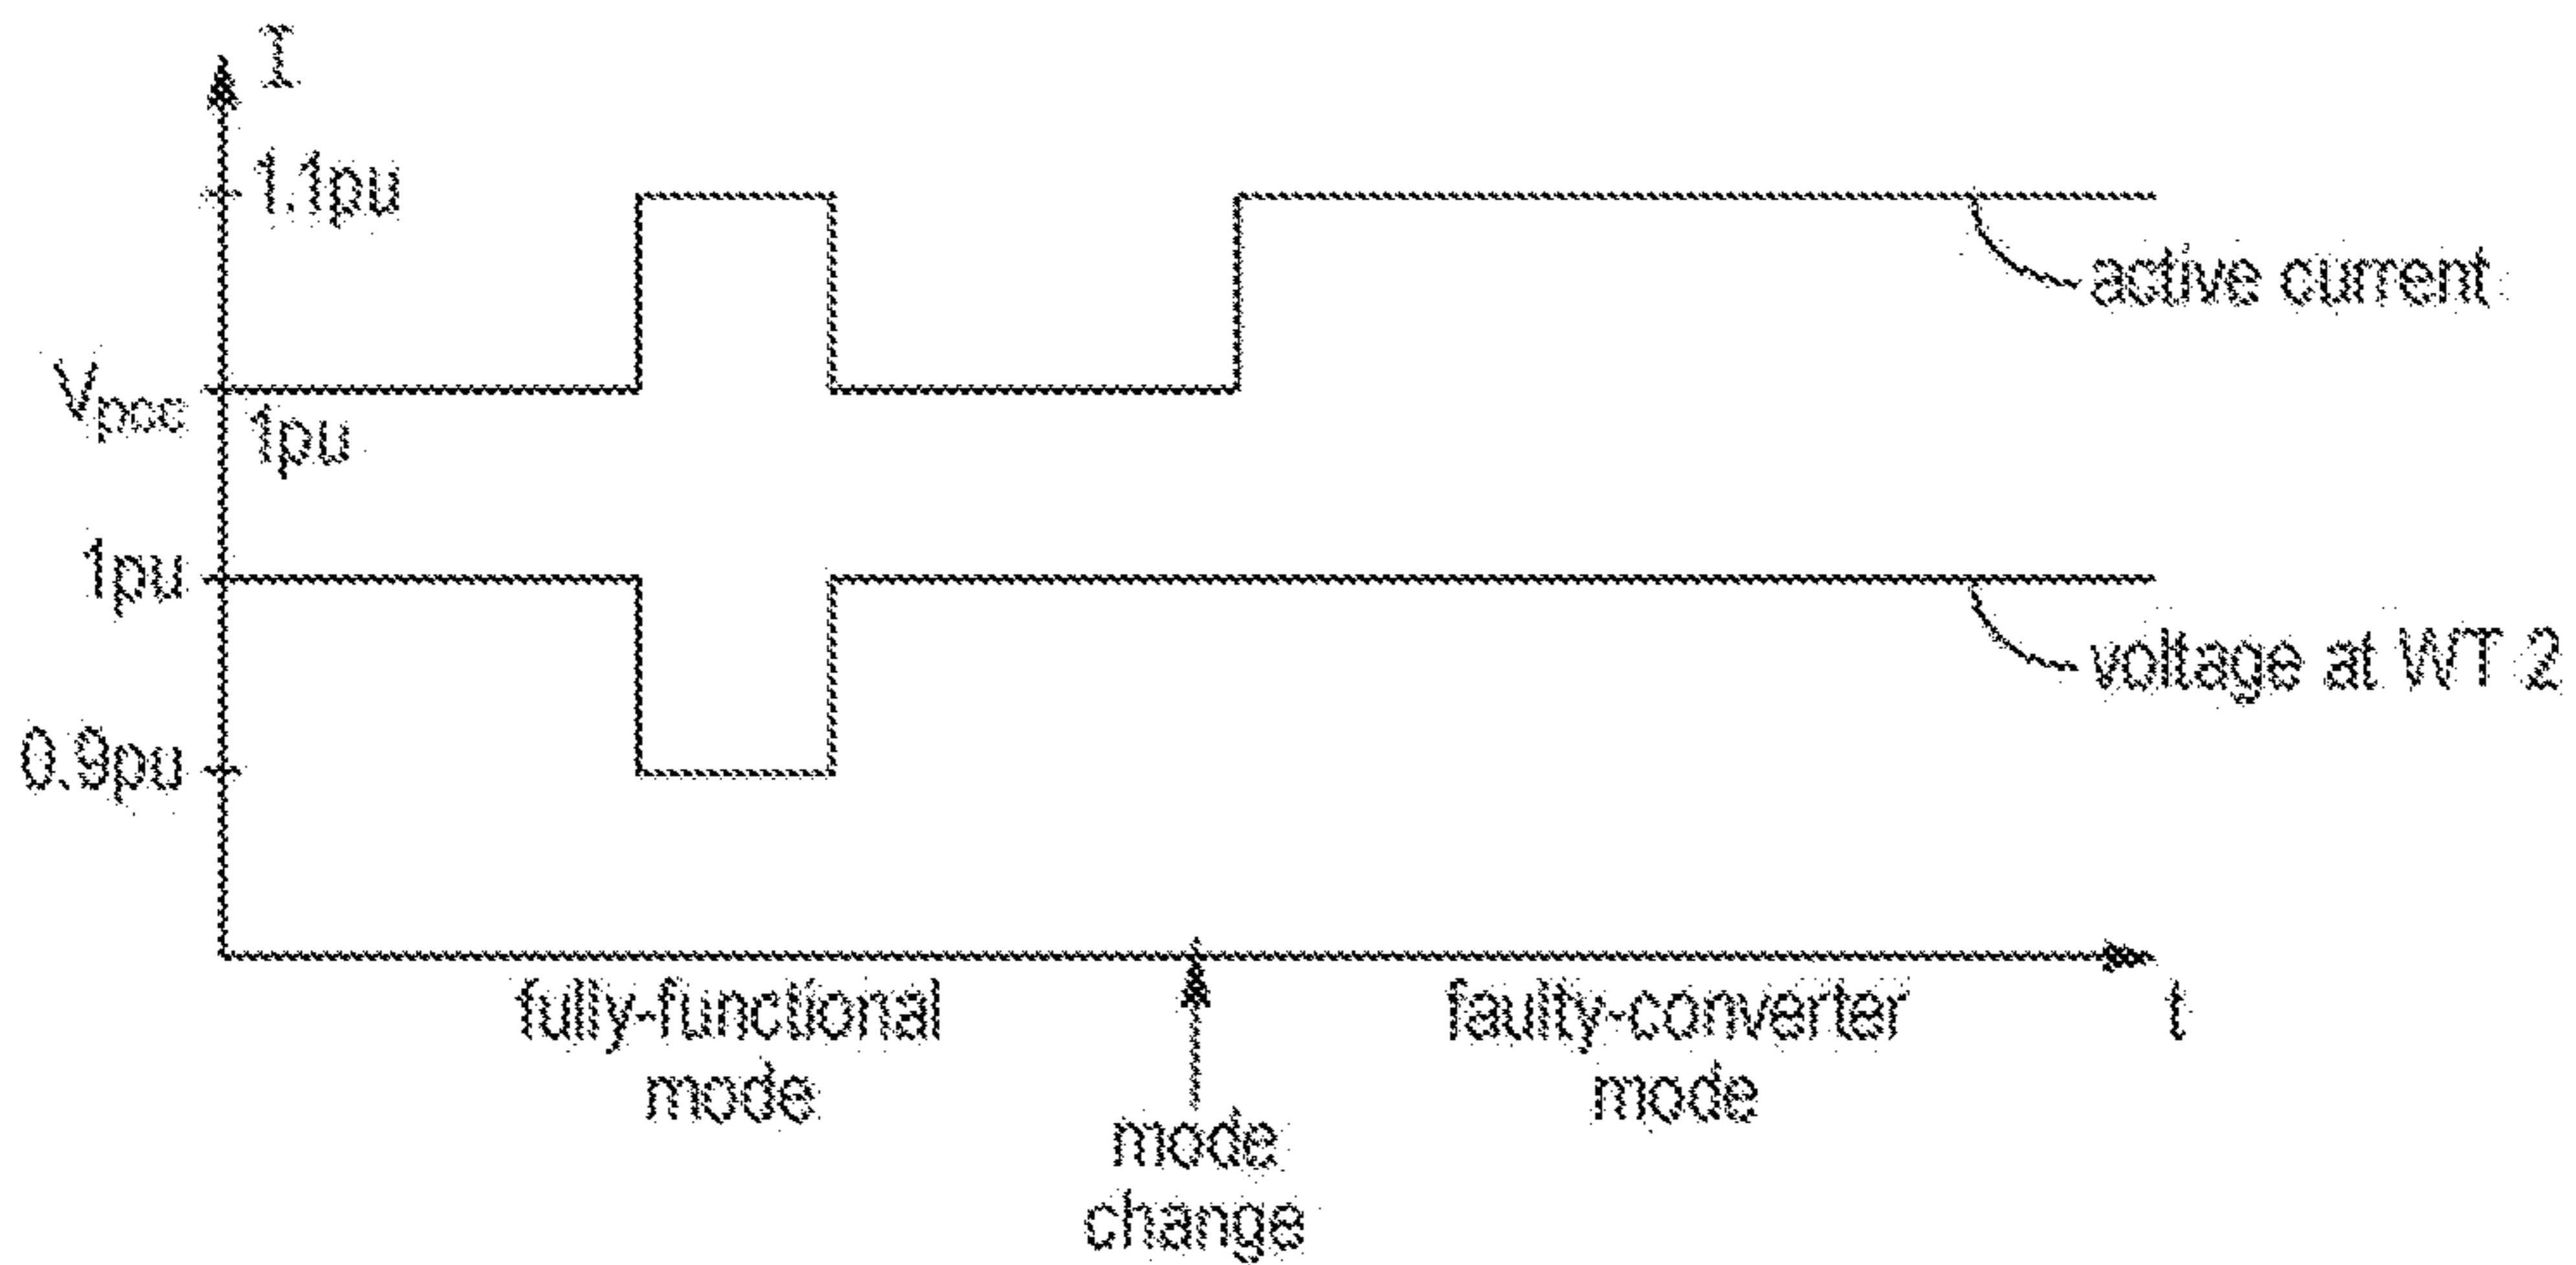 I
1.1pu
active current
Vpcc
1pu
1pu
voltage at WT 2
0.9pu
fully-functional
mode
faulty-converter
mode
t
mode
change